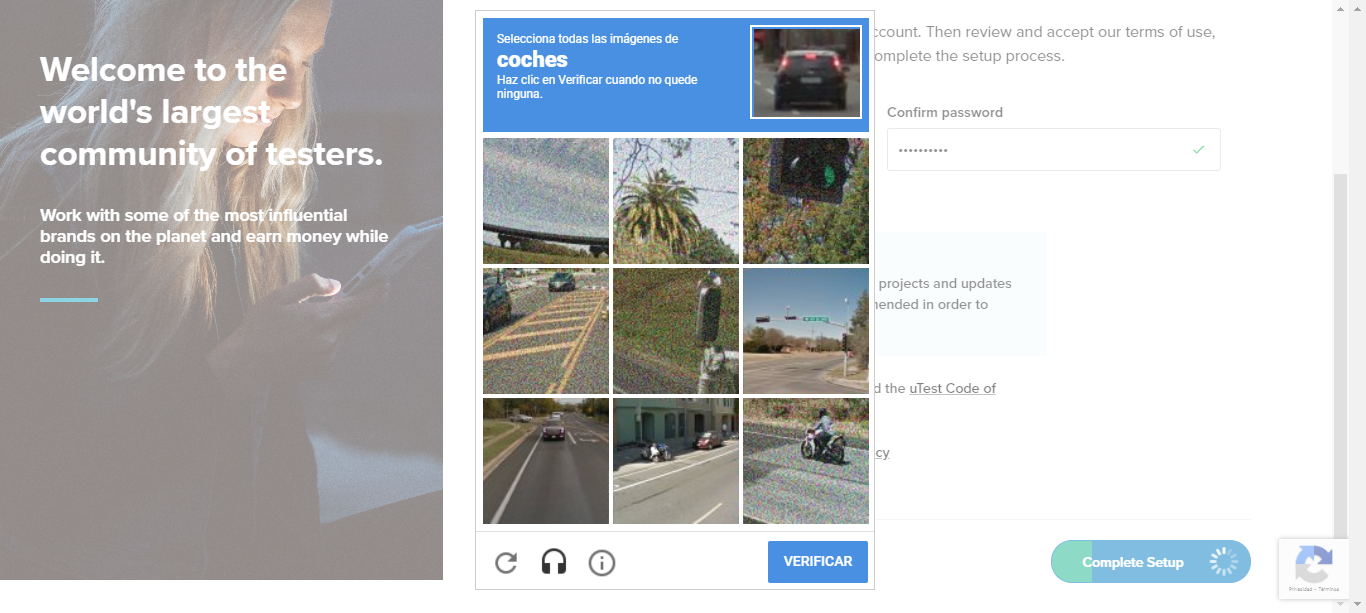 Welcome to the
world's largest
community of testers.
Work with some of the most influential
brands on the planet and earn money while
doing it.
Selecciona todas las imágenes de
coches
Haz clic en Verificar cuando no quede
ninguna.
VERIFICAR
ccount. Then review and accept our terms of use,
omplete the setup process.
Confirm password
projects and updates
ended in order to
d the uTest Code of
cy
Complete Setup
Privacidad - Términos